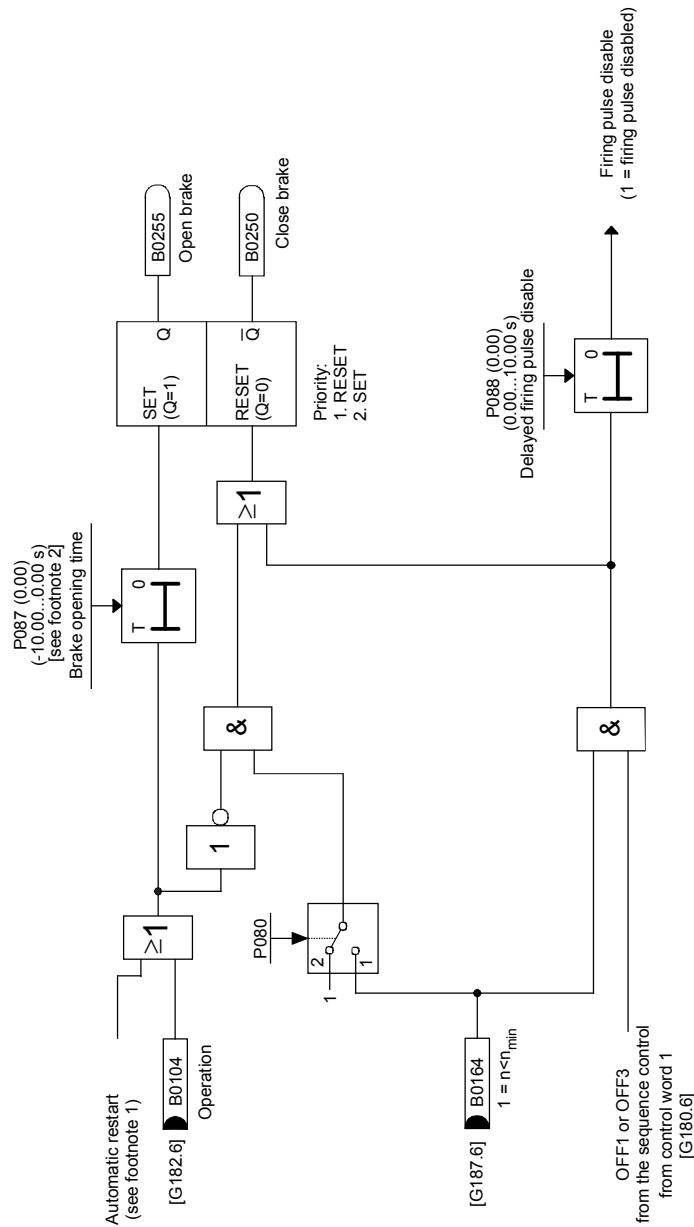 Automatic restart
(see footnote 1)
[G182.6]
B0104
Operation
≥1
1
P087 (0.00)
(-10.00...0.00 s)
[see footnote 2]
Brake opening time
T 0
&
P080
2
1
1
[G187.6]
B0164
1 = n<nmin
OFF1 or OFF3
from the sequence control
from control word 1
[G180.6]
&
≥1
SET
(Q=1)
Q
RESET
(Q=0)
Q̅
Priority:
1. RESET
2. SET
B0255
Open brake
B0250
Close brake
P088 (0.00)
(0.00...10.00 s)
Delayed firing pulse disable
T 0
Firing pulse disable
(1 = firing pulse disabled)